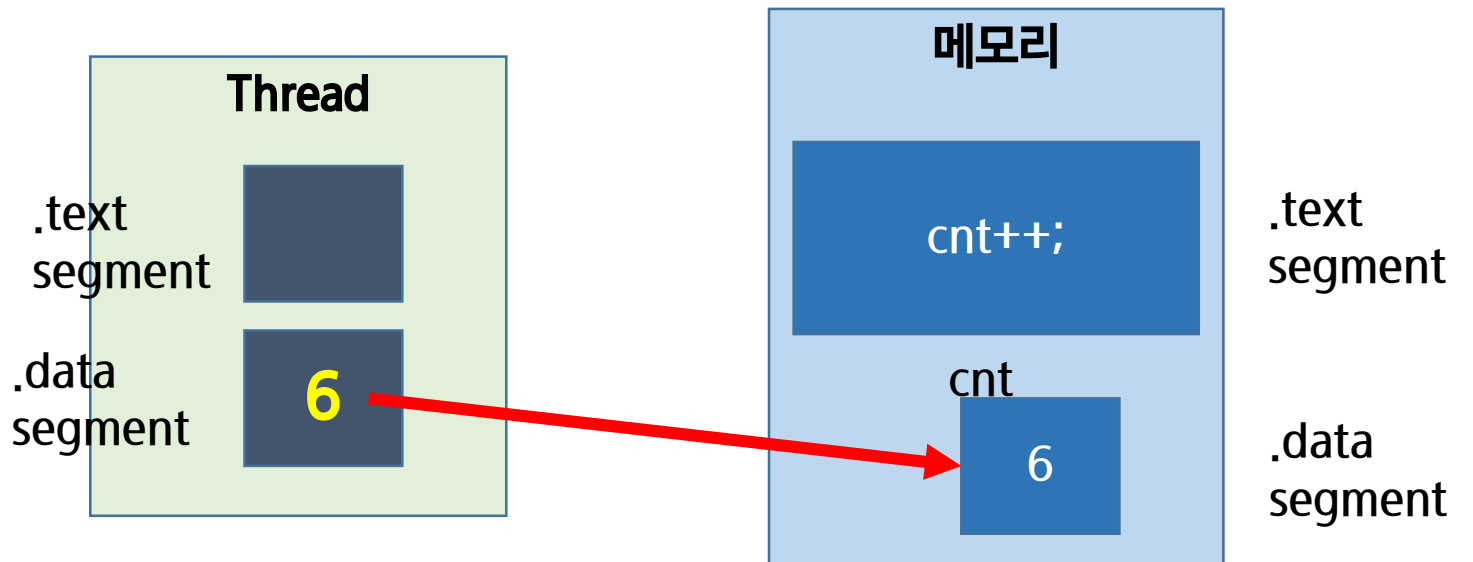 Thread
.text
segment
.data
segment
6
메모리
cnt++;
cnt
6
.text
segment
.data
segment